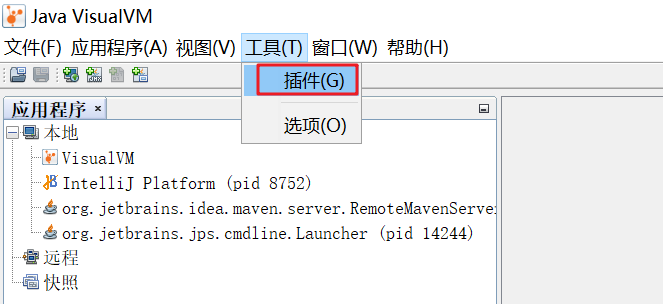 Java VisualVM
文件(F) 应用程序(A) 视图(V) 工具(T) 窗口(W) 帮助(H)
插件(G)
选项(O)
应用程序
本地
VisualVM
IntelliJ Platform (pid 8752)
org.jetbrains.idea.maven.server.RemoteMavenServer
org.jetbrains.jps.cmdline.Launcher (pid 14244)
远程
快照